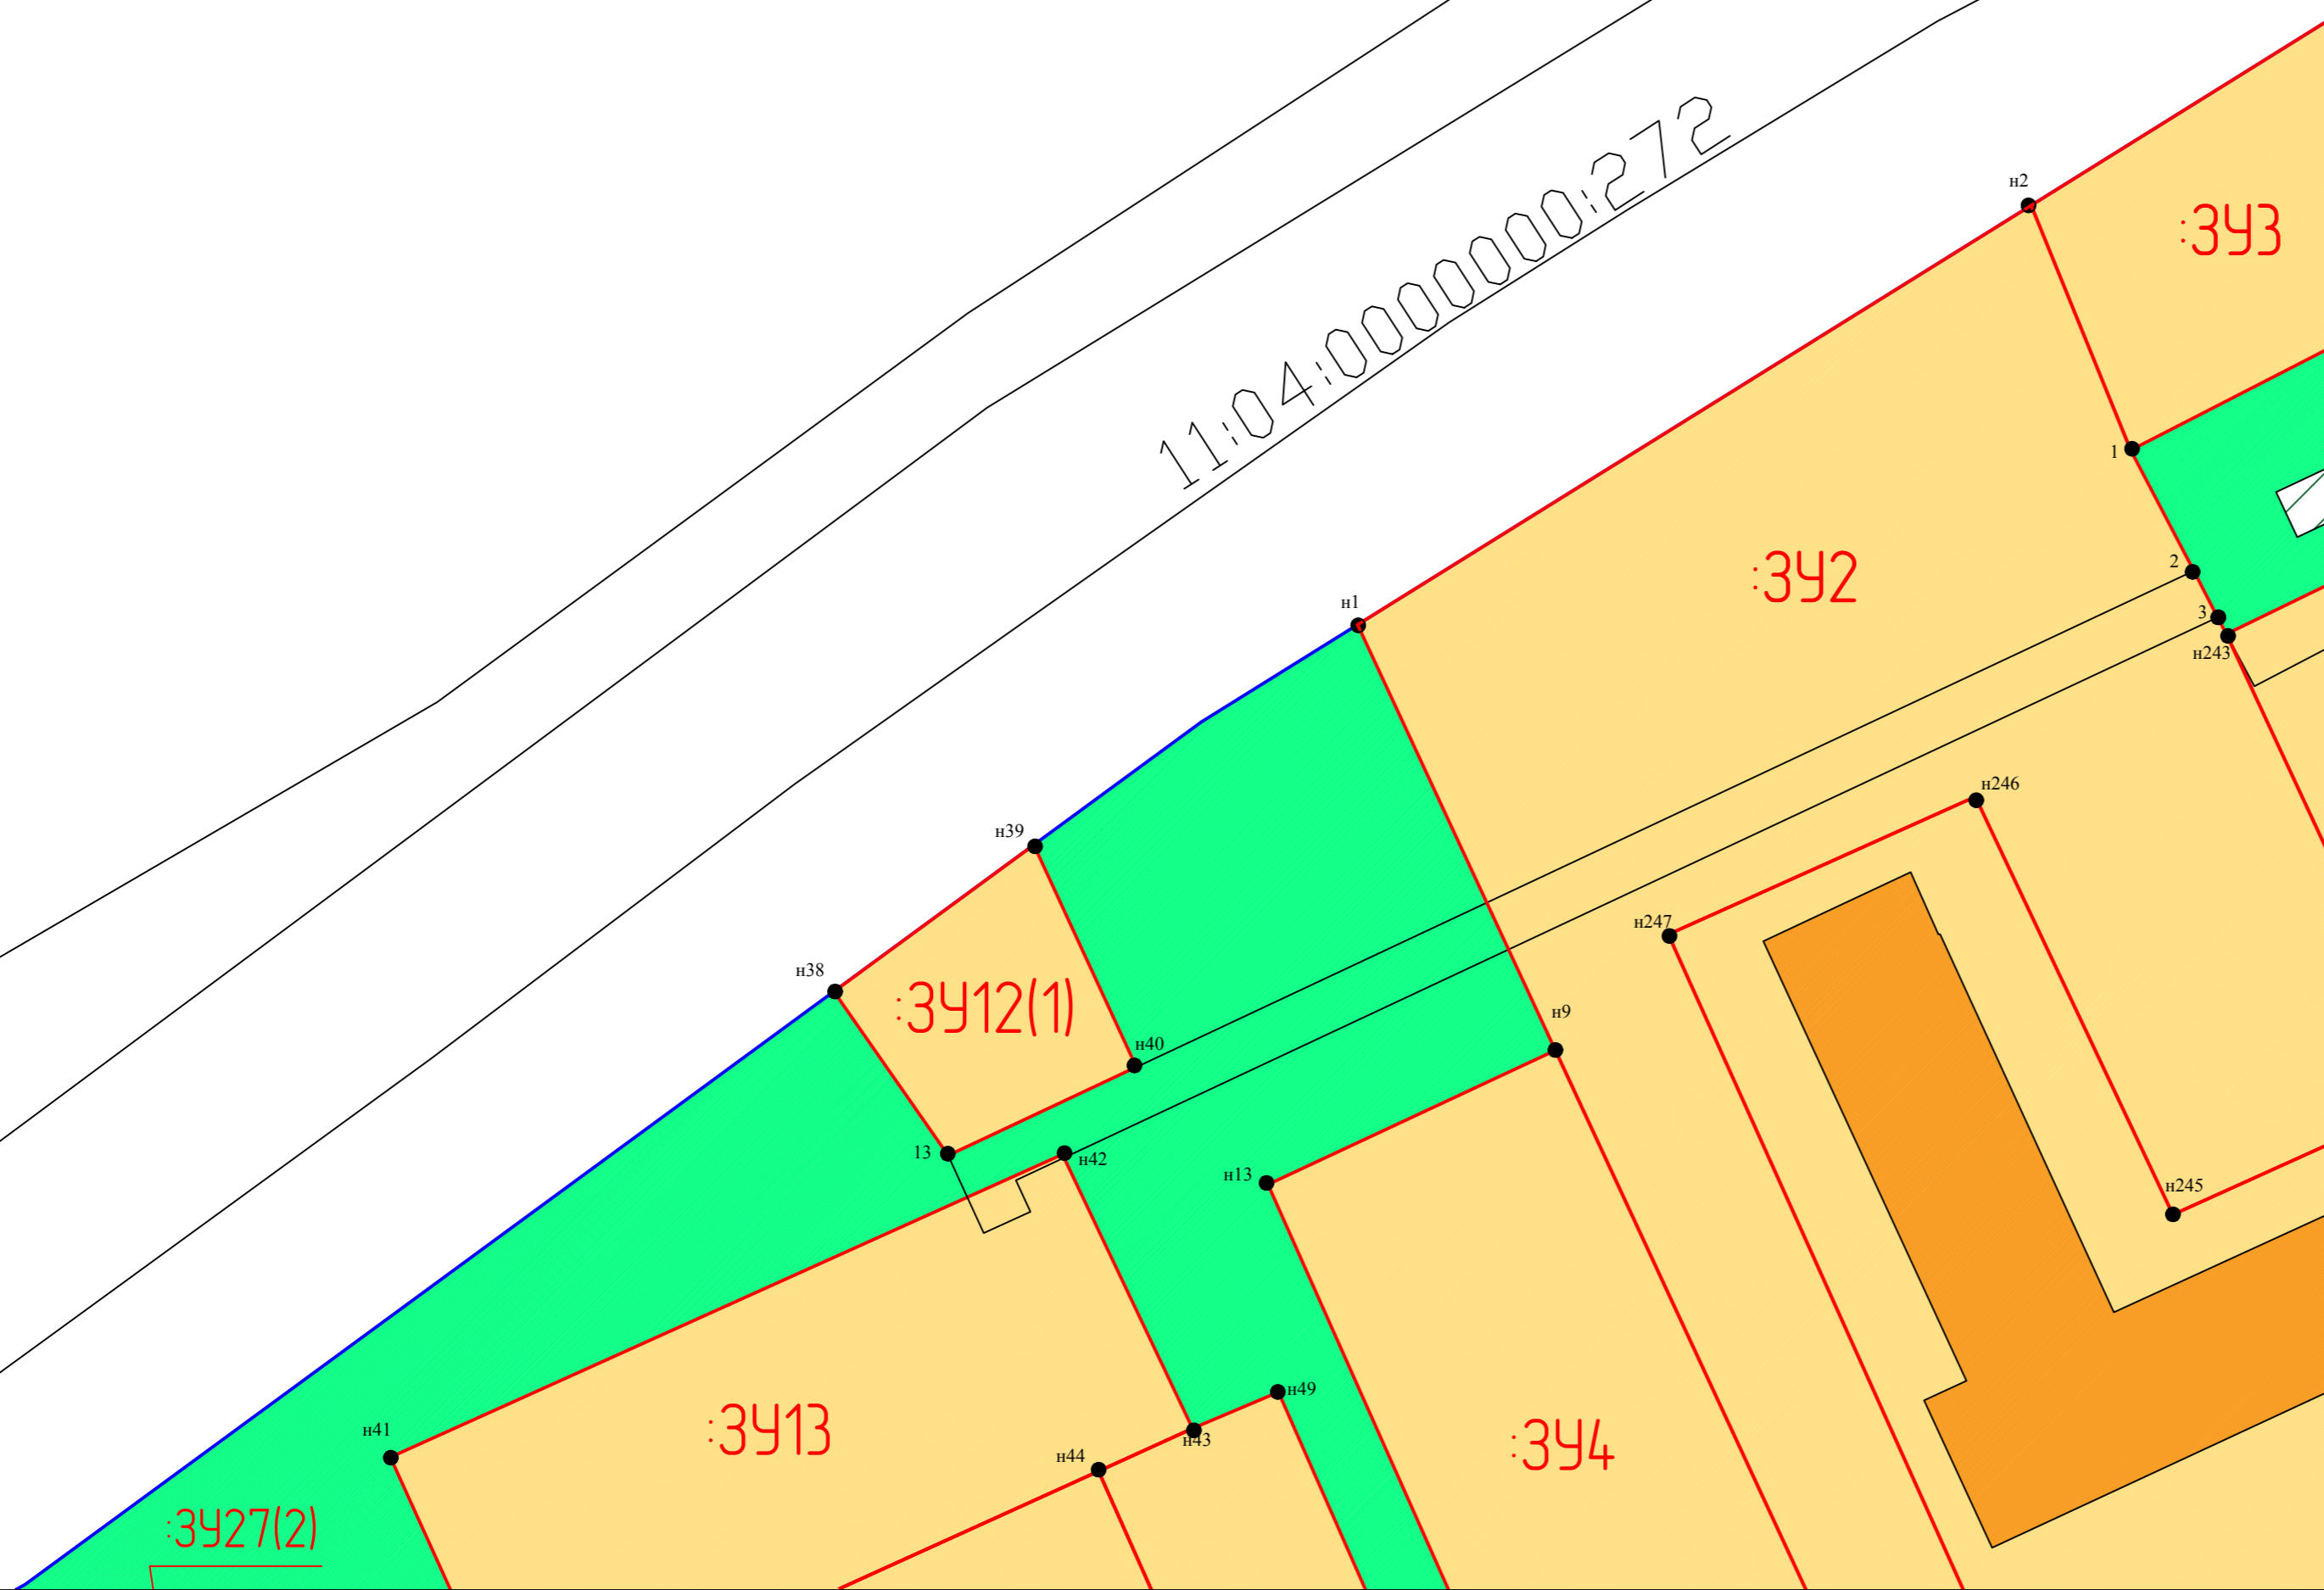 11:04:0000000:272
н2
:ЗУ3
1
2
:ЗУ2
н1
3
н243
н246
н39
н247
н38
:ЗУ12(1)
н9
н40
13
н42
н13
н245
н49
н41
:ЗУ13
н43
:ЗУ4
н44
:ЗУ27(2)